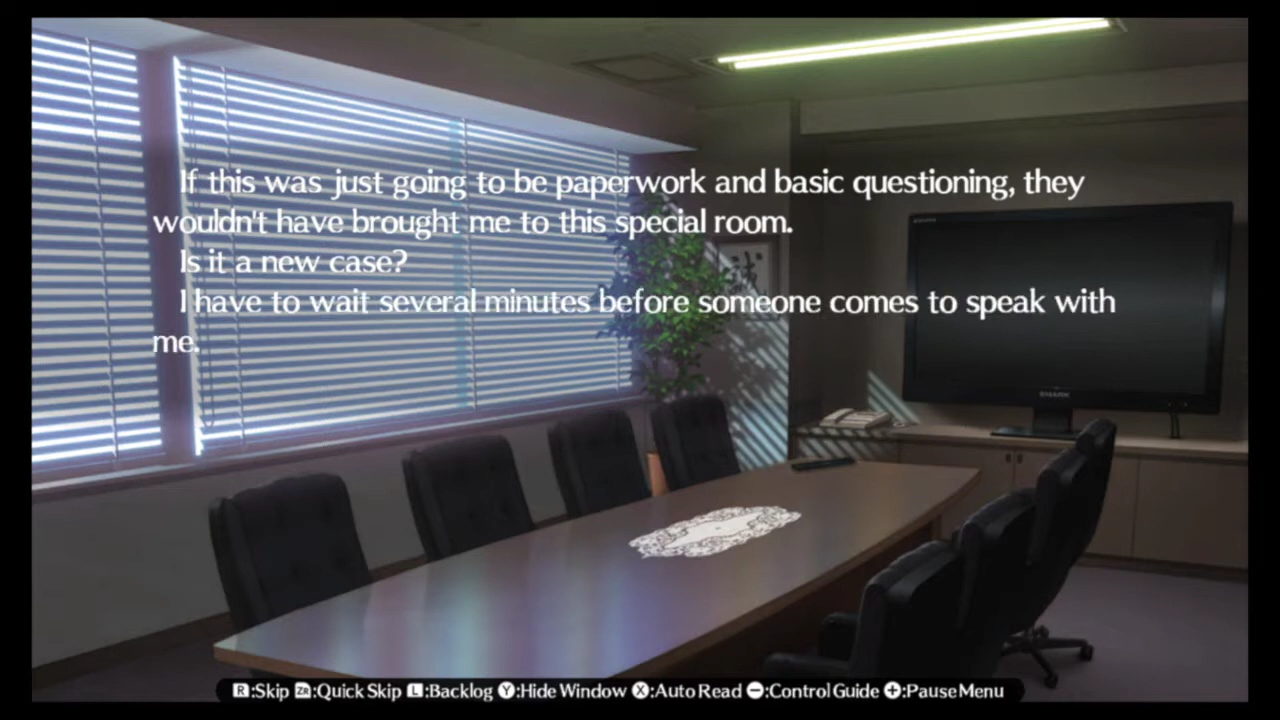 If this was just going to be paperwork and basic questioning, they
wouldn't have brought me to this special room.
Is it a new case?
I have to wait several minutes before someone comes to speak with
me.
R:Skip ZR:Quick Skip L:Backlog Y:Hide Window X:Auto Read -:Control Guide +:Pause Menu